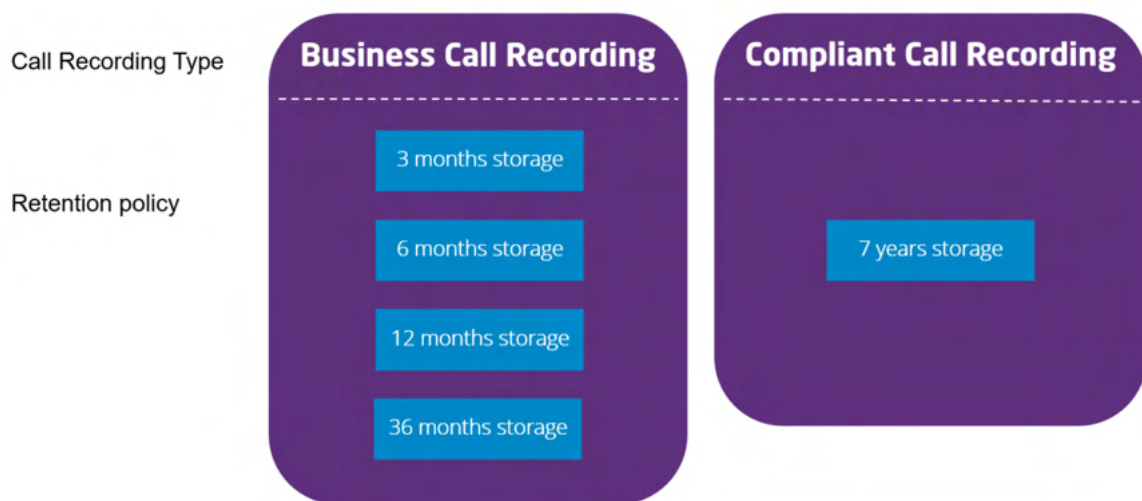 Call Recording Type
Business Call Recording
Compliant Call Recording
Retention policy
3 months storage
6 months storage
12 months storage
36 months storage
7 years storage